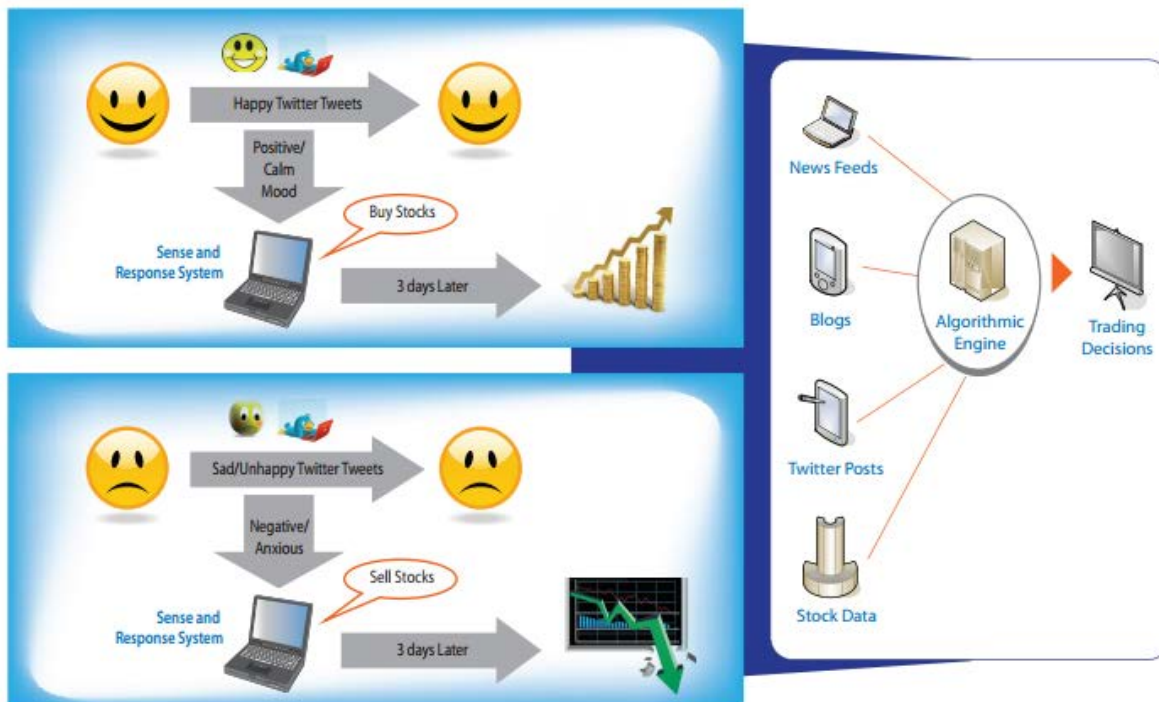 Happy Twitter Tweets
Positive/
Calm
Mood
Buy Stocks
Sense and
Response System
3 days Later
Sad/Unhappy Twitter Tweets
Negative/
Anxious
Sell Stocks
Sense and
Response System
3 days Later
News Feeds
Blogs
Algorithmic
Engine
Trading
Decisions
Twitter Posts
Stock Data